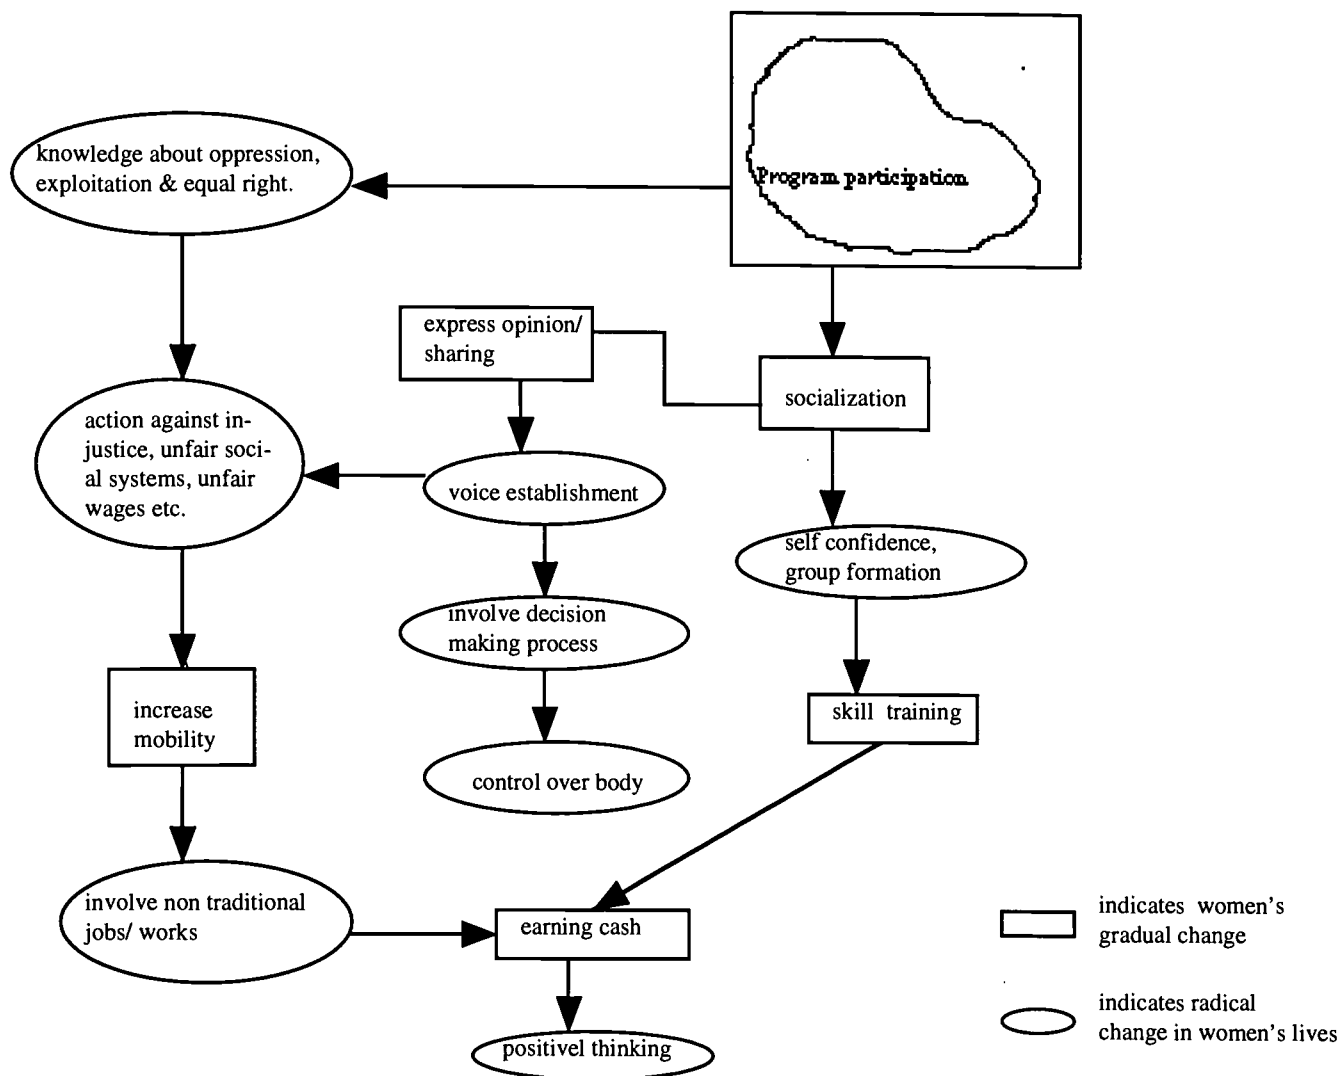 Program participation
knowledge about oppression,
exploitation & equal right.
express opinion/
sharing
socialization
action against in-
justice, unfair soci-
al systems, unfair
wages etc.
voice establishment
self confidence,
group formation
involve decision
making process
increase
mobility
skill training
control over body
involve non traditional
jobs/ works
earning cash
positivel thinking
indicates women's
gradual change
indicates radical
change in women's lives